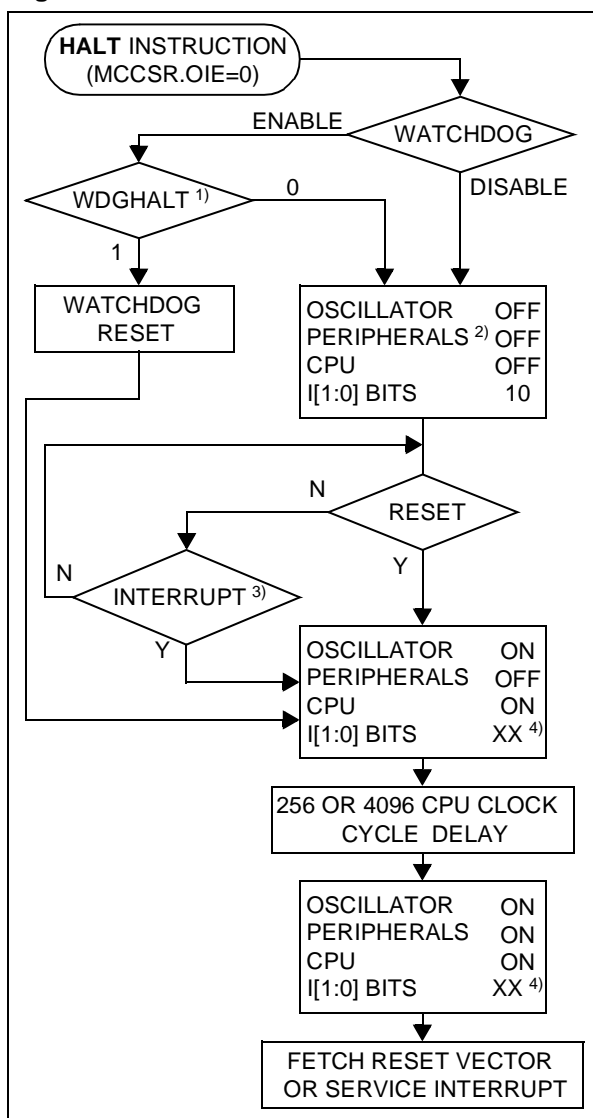 HALT INSTRUCTION
(MCCSR.OIE=0)
ENABLE
WATCHDOG
WDGHALT 1)
0
DISABLE
1
WATCHDOG
RESET
OSCILLATOR OFF
PERIPHERALS 2) OFF
CPU OFF
I[1:0] BITS 10
N
RESET
N
Y
INTERRUPT 3)
Y
OSCILLATOR ON
PERIPHERALS OFF
CPU ON
I[1:0] BITS XX 4)
256 OR 4096 CPU CLOCK
CYCLE DELAY
OSCILLATOR ON
PERIPHERALS ON
CPU ON
I[1:0] BITS XX 4)
FETCH RESET VECTOR
OR SERVICE INTERRUPT